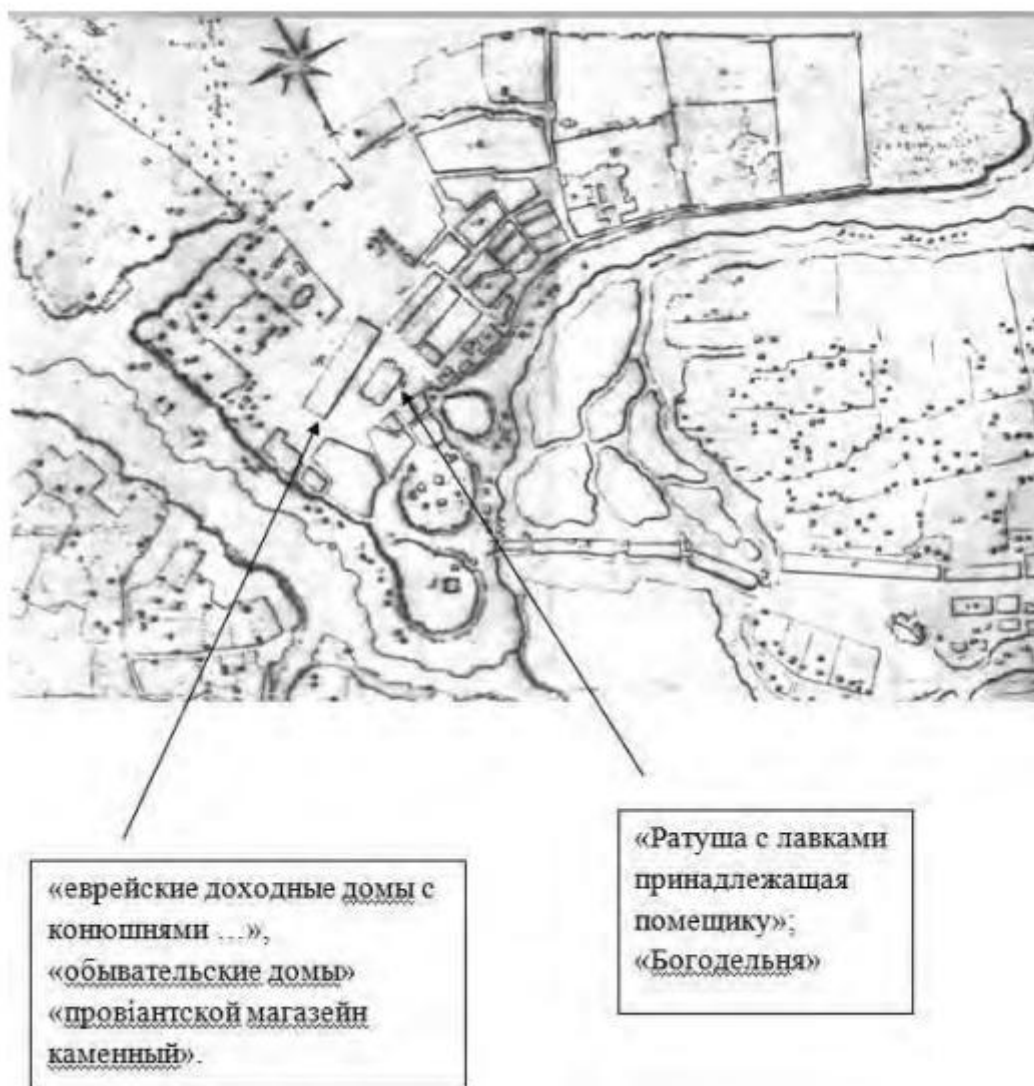 «еврейские доходные домы с
конюшнями ...»,
«обывательские домы»
«провіантской магазейн
каменный».
«Ратуша с лавками
принадлежащая
помещику»;
«Богодельня»